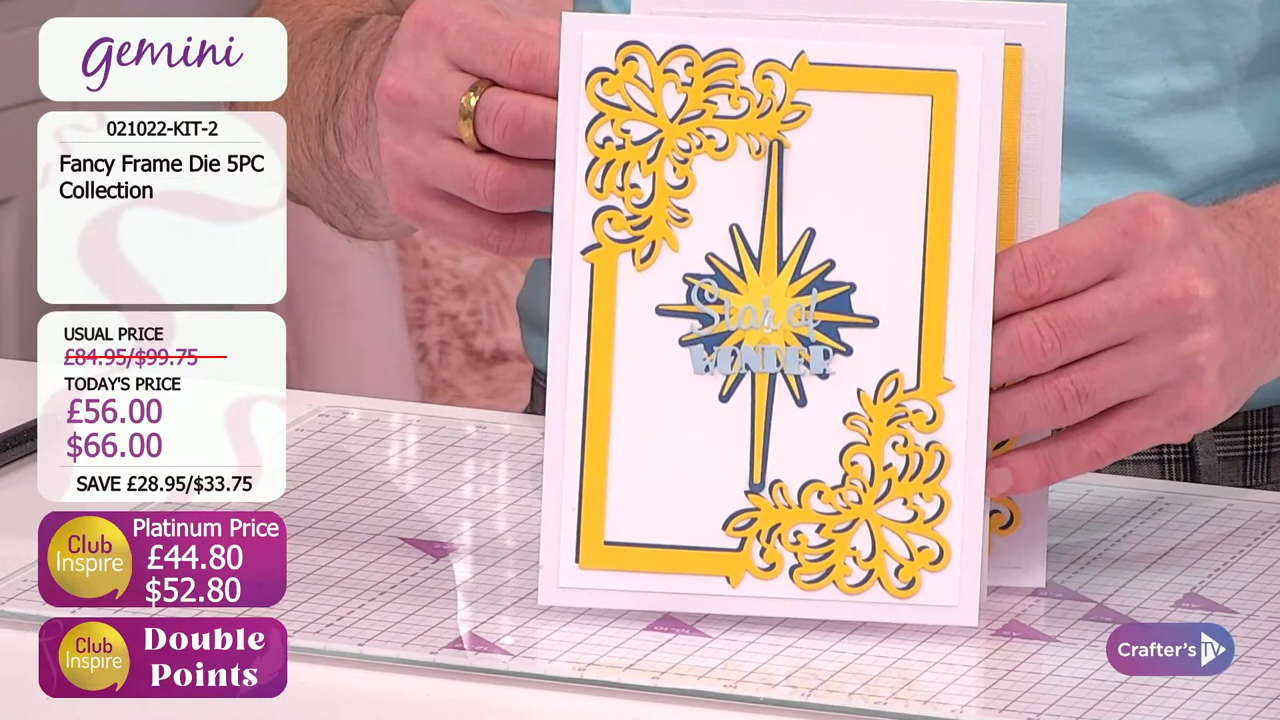 gemini
021022-KIT-2
Fancy Frame Die 5PC
Collection
USUAL PRICE
£84.95/$99.75
TODAY'S PRICE
£56.00
$66.00
SAVE £28.95/$33.75
Club
Inspire
Platinum Price
£44.80
$52.80
Club
Inspire
Double
Points
Star of
WONDER
Crafter's TV